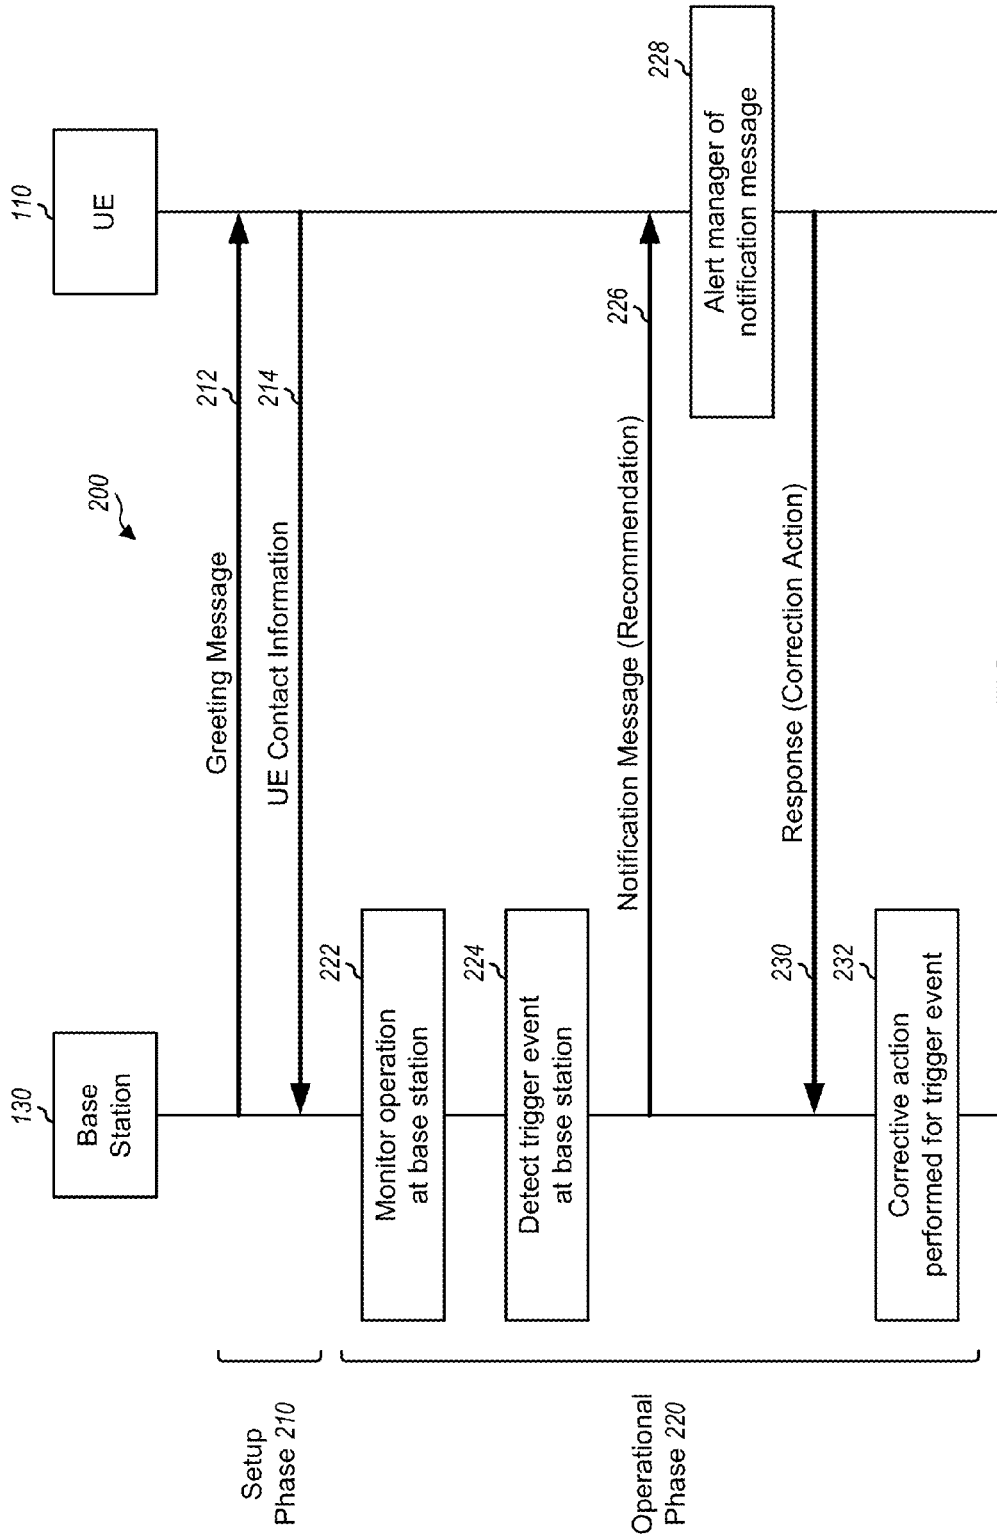 200
130
Base
Station
110
UE
Setup
Phase 210
Greeting Message
212
UE Contact Information
214
Operational
Phase 220
222
Monitor operation
at base station
224
Detect trigger event
at base station
Notification Message (Recommendation)
226
228
Alert manager of
notification message
Response (Correction Action)
230
232
Corrective action
performed for trigger event